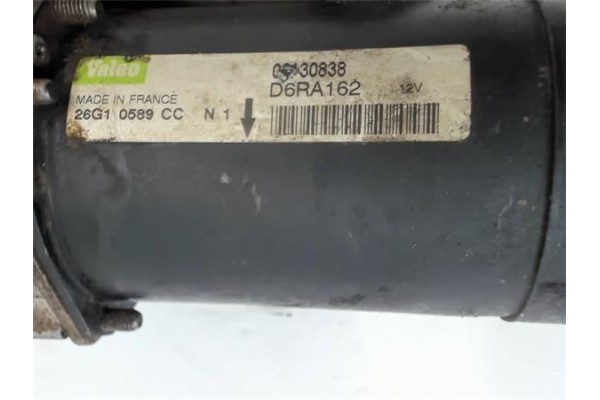 Valeo
D6RA162
12V
MADE IN FRANCE
26G1 0589 CC N 1